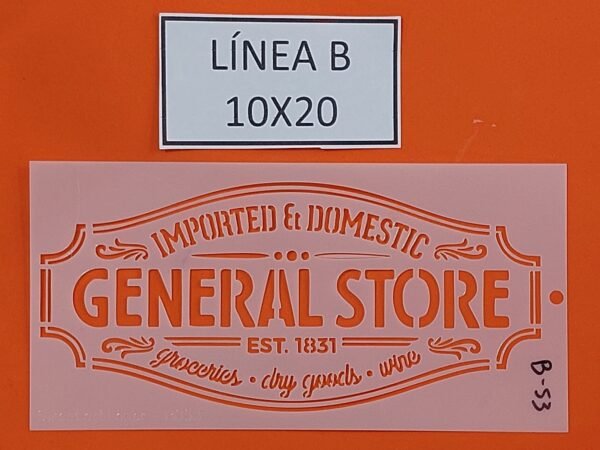 LÍNEA B
10X20
IMPORTED & DOMESTIC
GENERAL STORE
EST. 1831
groceries • dry goods • wine
B-53